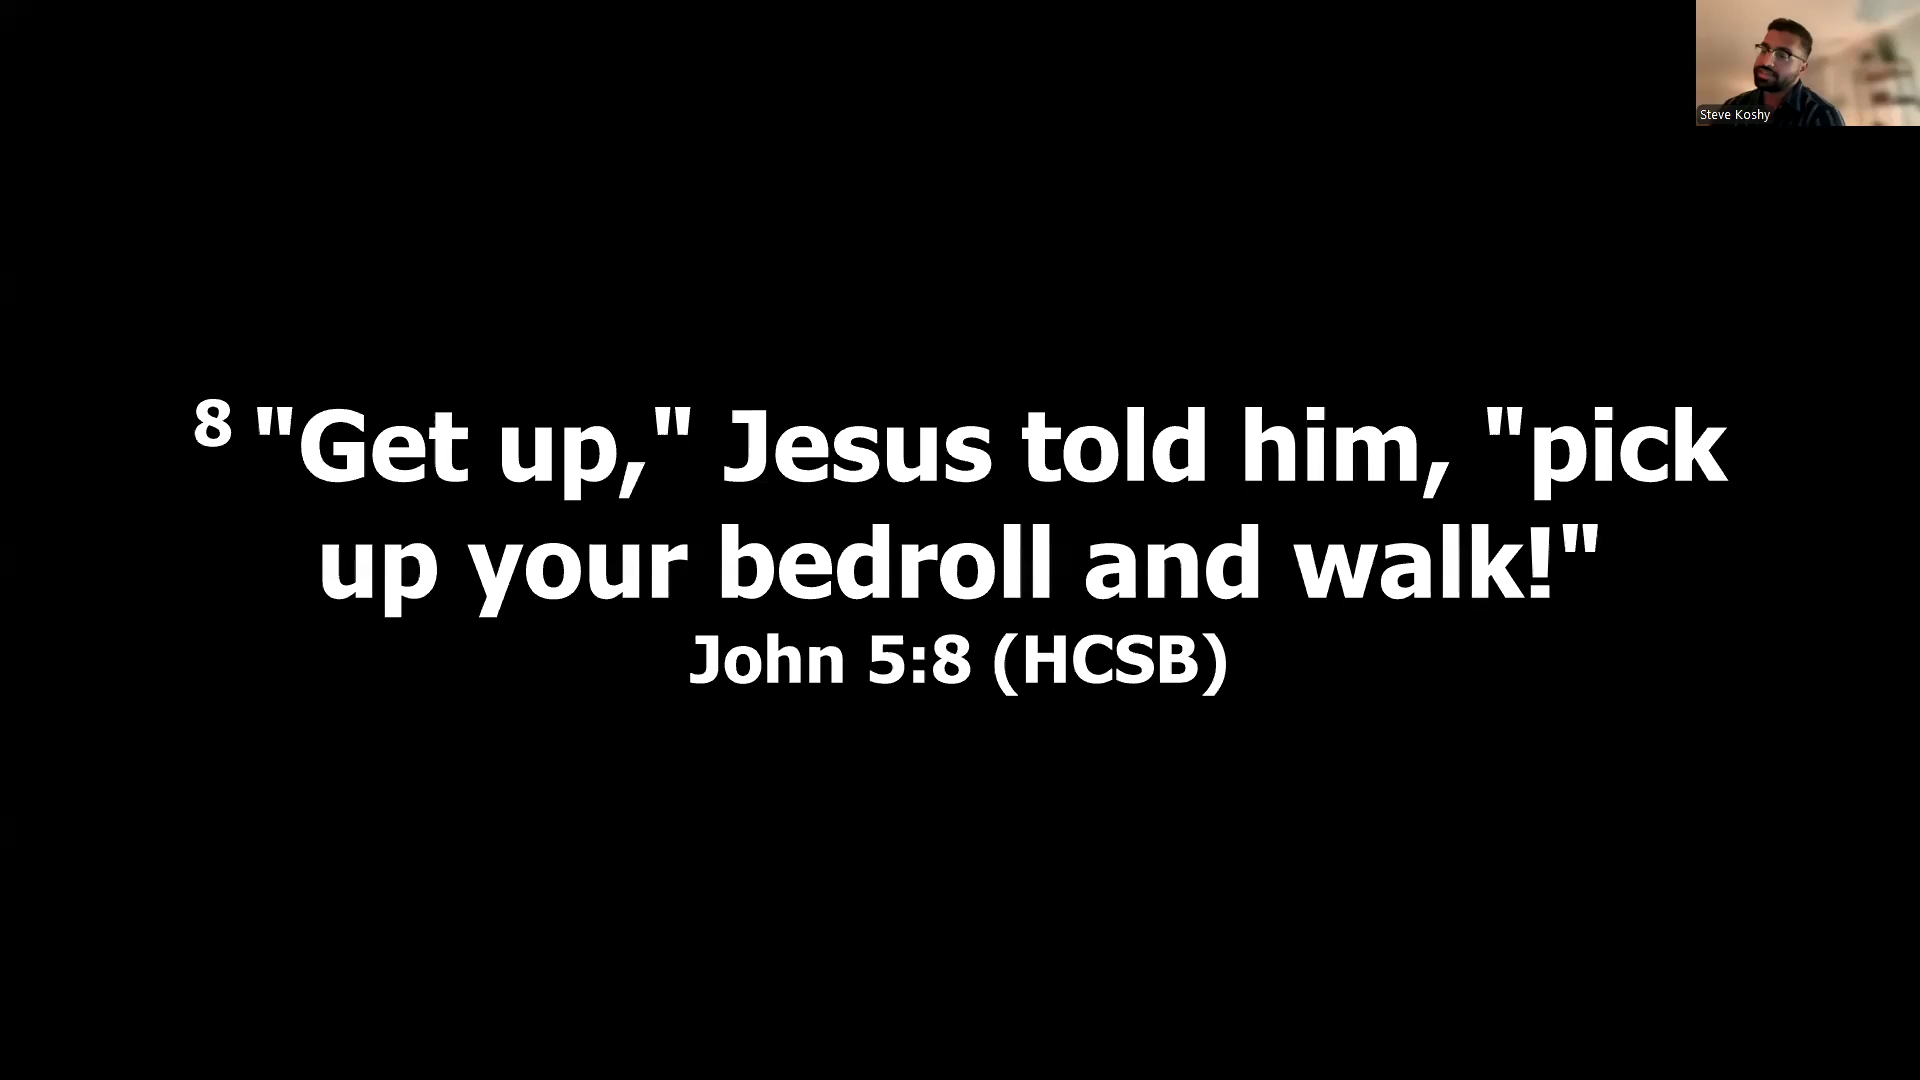 Steve Koshy
8 "Get up," Jesus told him, "pick
up your bedroll and walk!"
John 5:8 (HCSB)